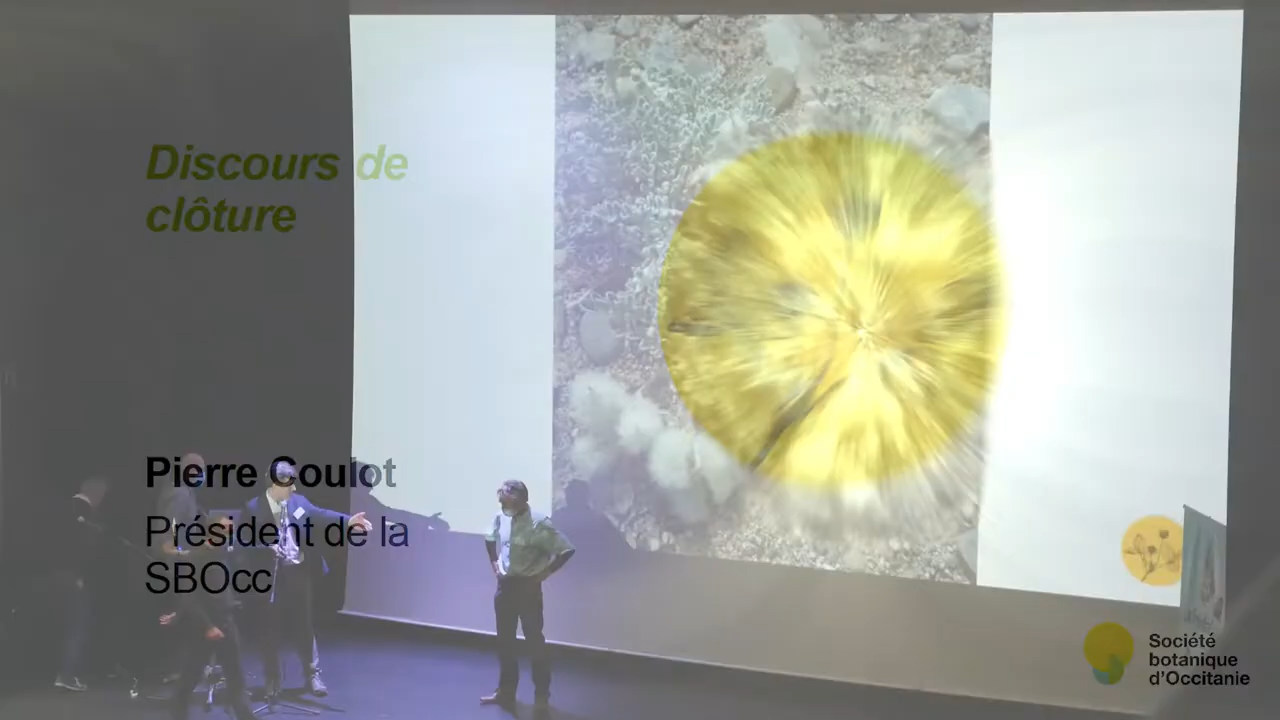 Discours de
clôture
Pierre Coulot
Président de la
SBOcc
Société
botanique
d'Occitanie